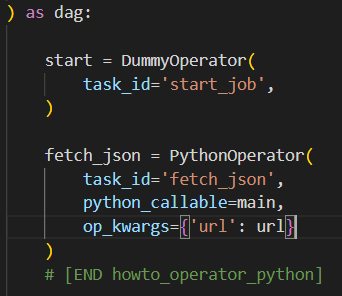 ) as dag:
    start = DummyOperator(
        task_id='start_job',
    )
    fetch_json = PythonOperator(
        task_id='fetch_json',
        python_callable=main,
        op_kwargs={'url': url}
    )
    # [END howto_operator_python]